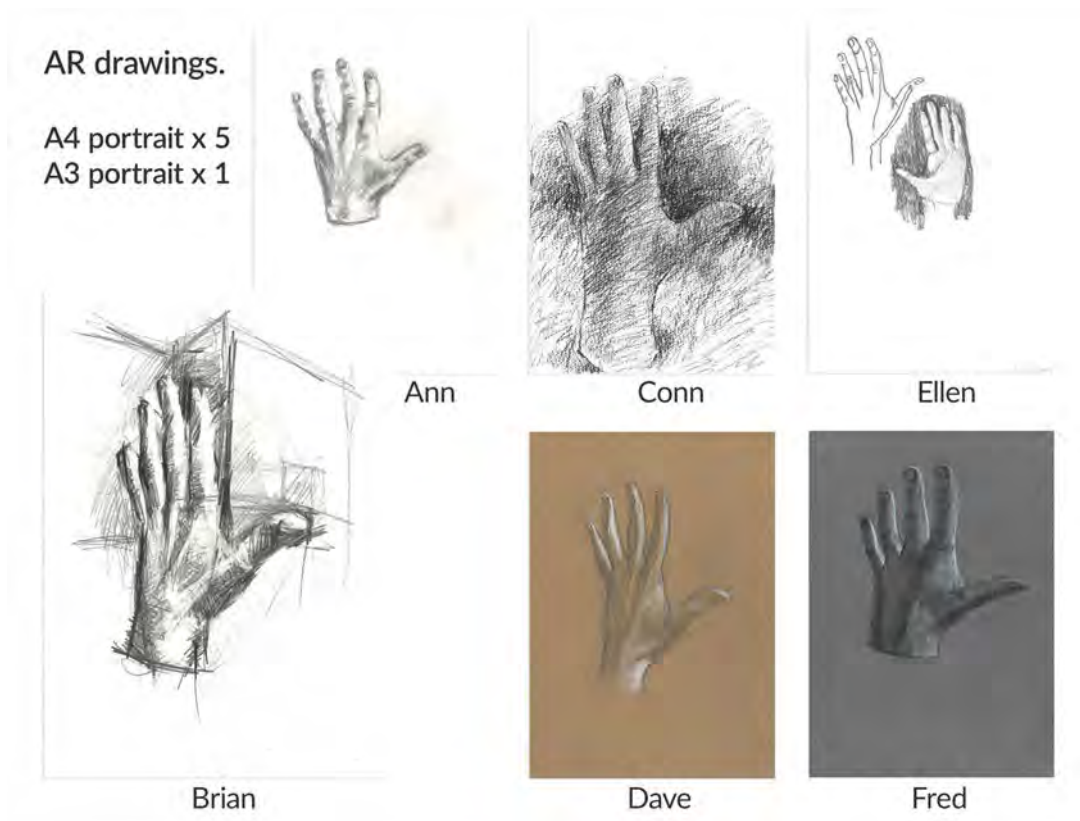 AR drawings.
A4 portrait x 5
A3 portrait x 1
Ann
Conn
Ellen
Brian
Dave
Fred